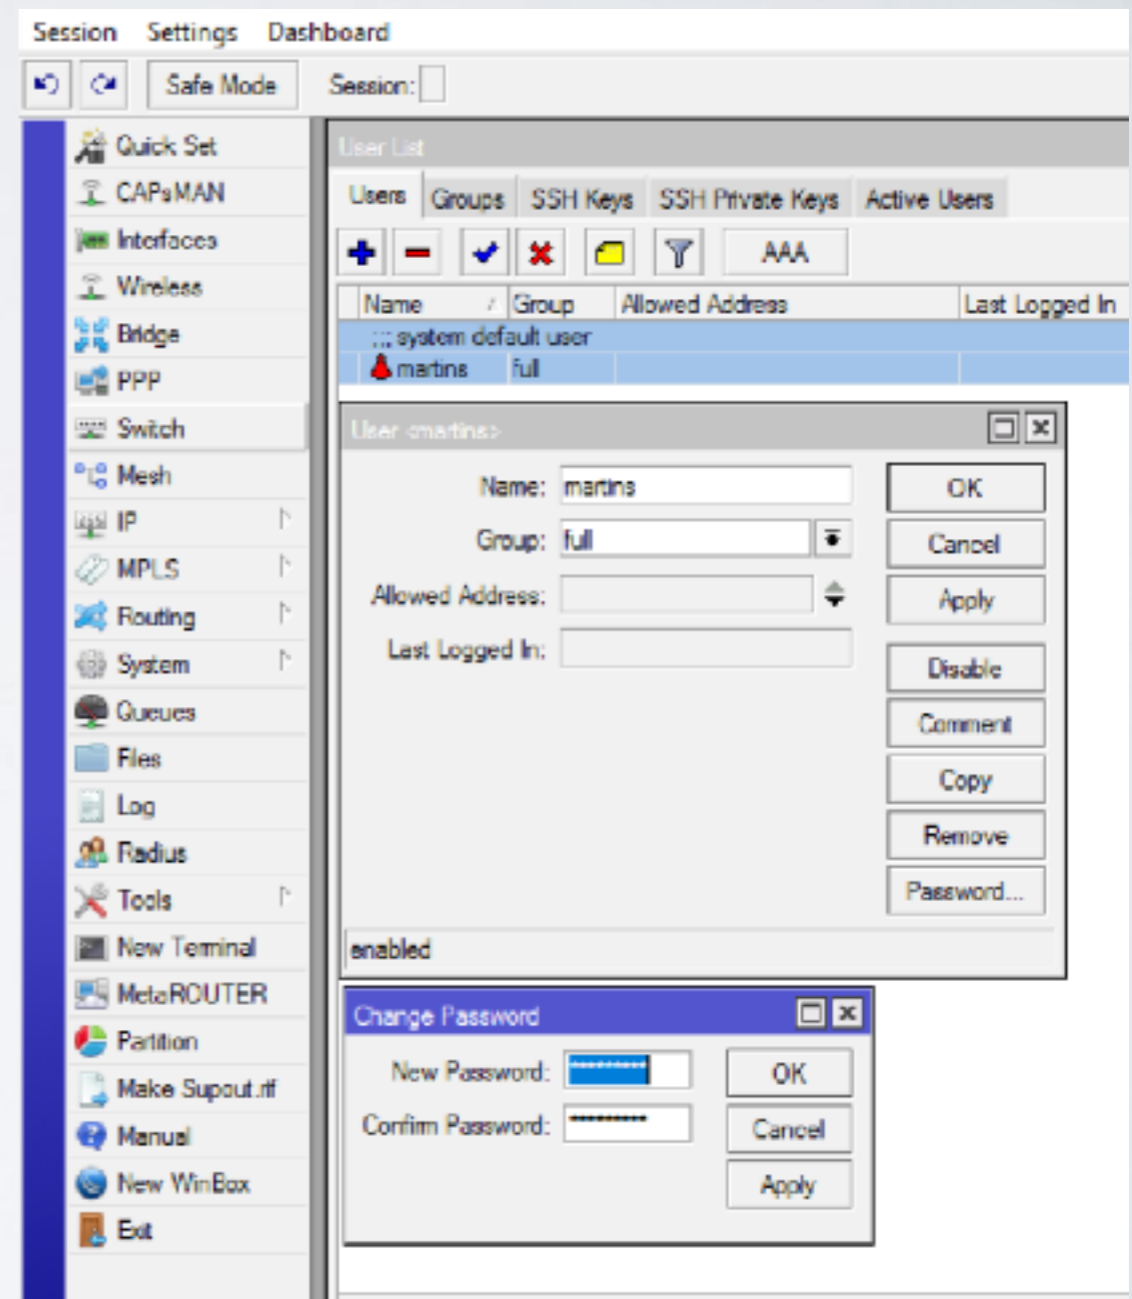 Session Settings Dashboard
Safe Mode Session:
Quick Set
CAPsMAN
Interfaces
Wireless
Bridge
PPP
Switch
Mesh
IP
MPLS
Routing
System
Queues
Files
Log
Radius
Tools
New Terminal
MetaROUTER
Partition
Make Supout.rif
Manual
New WinBox
Exit
User List
Users Groups SSH Keys SSH Private Keys Active Users
AAA
Name Group Allowed Address Last Logged In
;;; system default user
martins full
User <martins>
Name: martins
Group: full
Allowed Address:
Last Logged In:
OK
Cancel
Apply
Disable
Comment
Copy
Remove
Password...
enabled
Change Password
New Password: *********
Confirm Password: *********
OK
Cancel
Apply